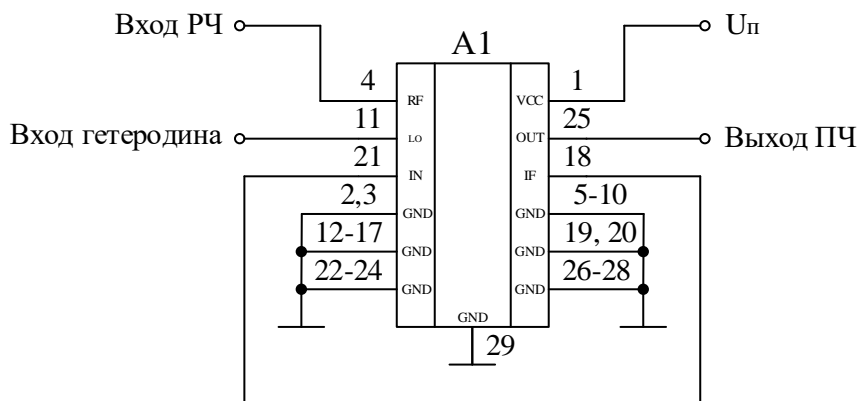 Вход РЧ
Uп
A1
4
1
RF
VCC
Вход гетеродина
11
25
LO
OUT
Выход ПЧ
21
18
IN
IF
2,3
5-10
GND
GND
12-17
19, 20
GND
GND
22-24
26-28
GND
GND
GND
29